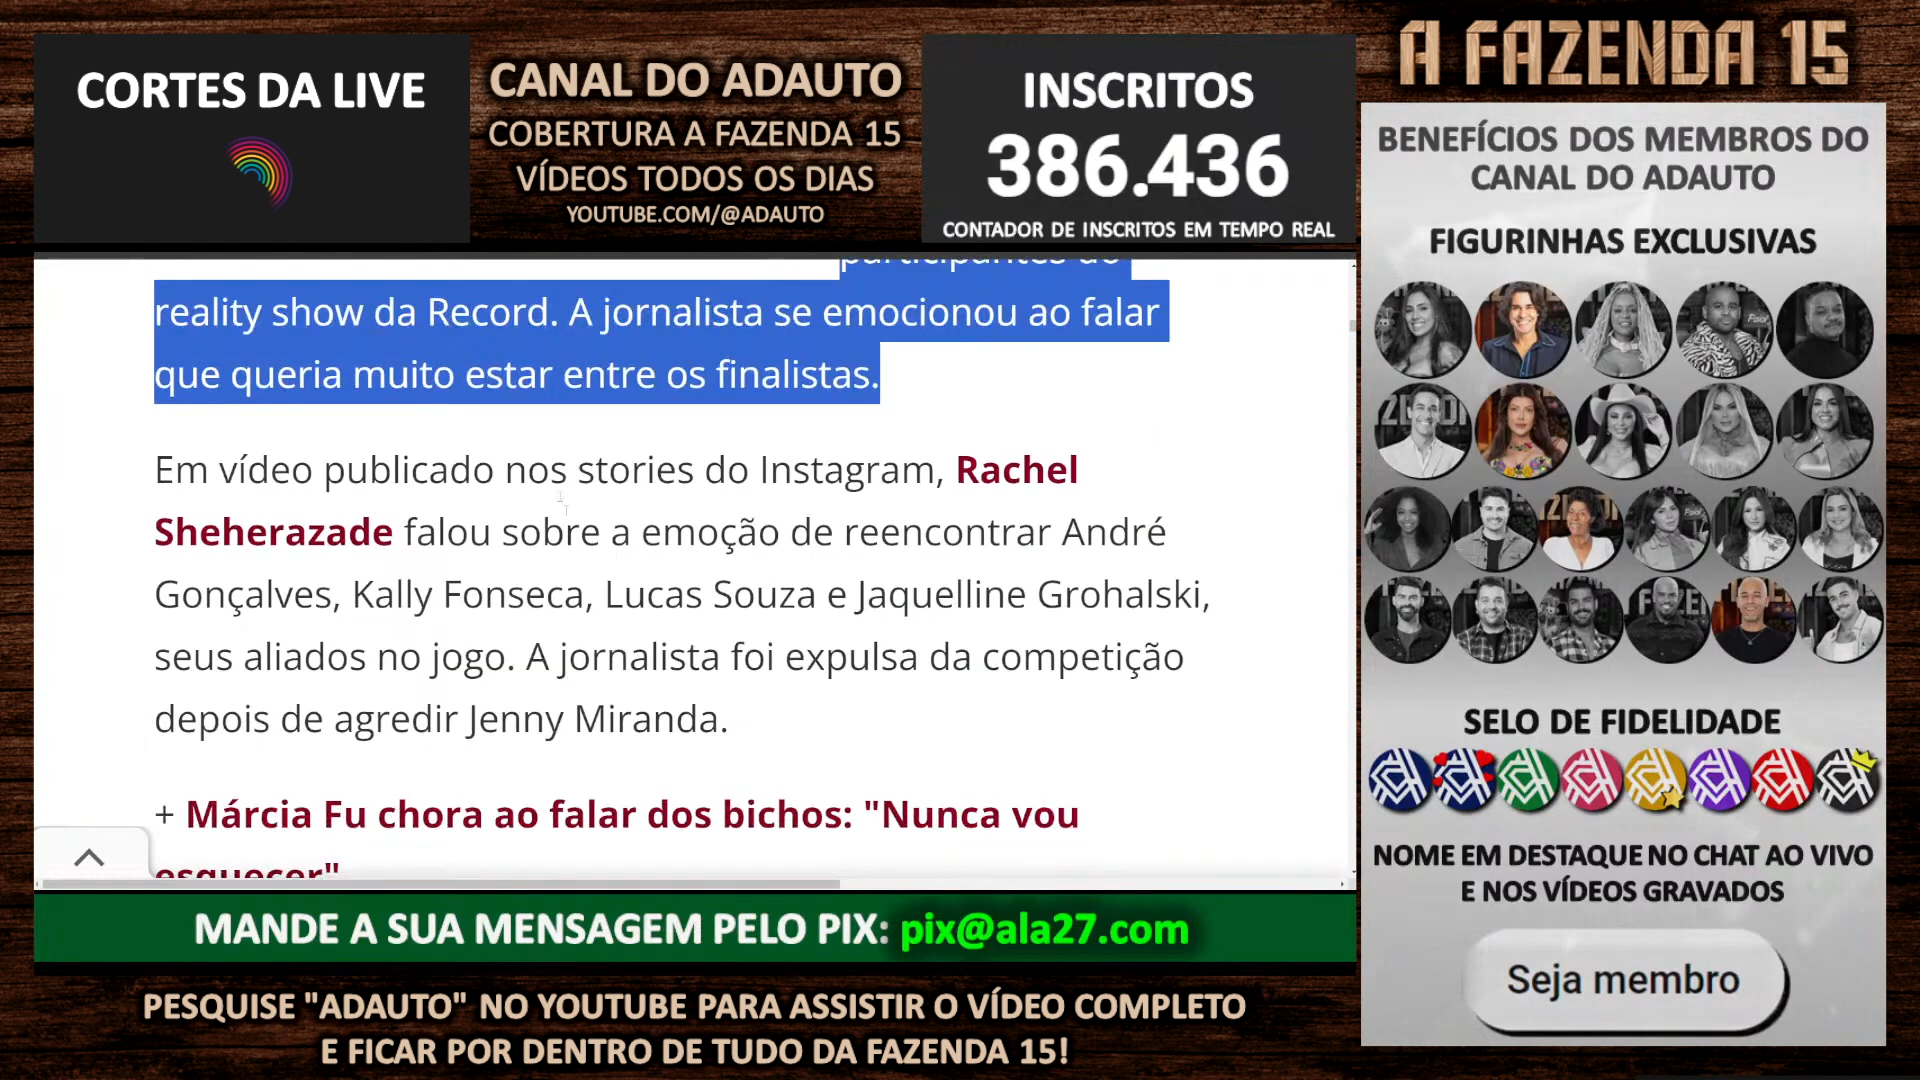 CORTES DA LIVE
CANAL DO ADAUTO
COBERTURA A FAZENDA 15
VÍDEOS TODOS OS DIAS
YOUTUBE.COM/@ADAUTO
INSCRITOS
386.436
CONTADOR DE INSCRITOS EM TEMPO REAL
A FAZENDA 15
participantes do
reality show da Record. A jornalista se emocionou ao falar
que queria muito estar entre os finalistas.
Em vídeo publicado nos stories do Instagram, Rachel
Sheherazade falou sobre a emoção de reencontrar André
Gonçalves, Kally Fonseca, Lucas Souza e Jaquelline Grohalski,
seus aliados no jogo. A jornalista foi expulsa da competição
depois de agredir Jenny Miranda.
+ Márcia Fu chora ao falar dos bichos: "Nunca vou
esquecer"
MANDE A SUA MENSAGEM PELO PIX: pix@ala27.com
PESQUISE "ADAUTO" NO YOUTUBE PARA ASSISTIR O VÍDEO COMPLETO
E FICAR POR DENTRO DE TUDO DA FAZENDA 15!
BENEFÍCIOS DOS MEMBROS DO
CANAL DO ADAUTO
FIGURINHAS EXCLUSIVAS
SELO DE FIDELIDADE
NOME EM DESTAQUE NO CHAT AO VIVO
E NOS VÍDEOS GRAVADOS
Seja membro